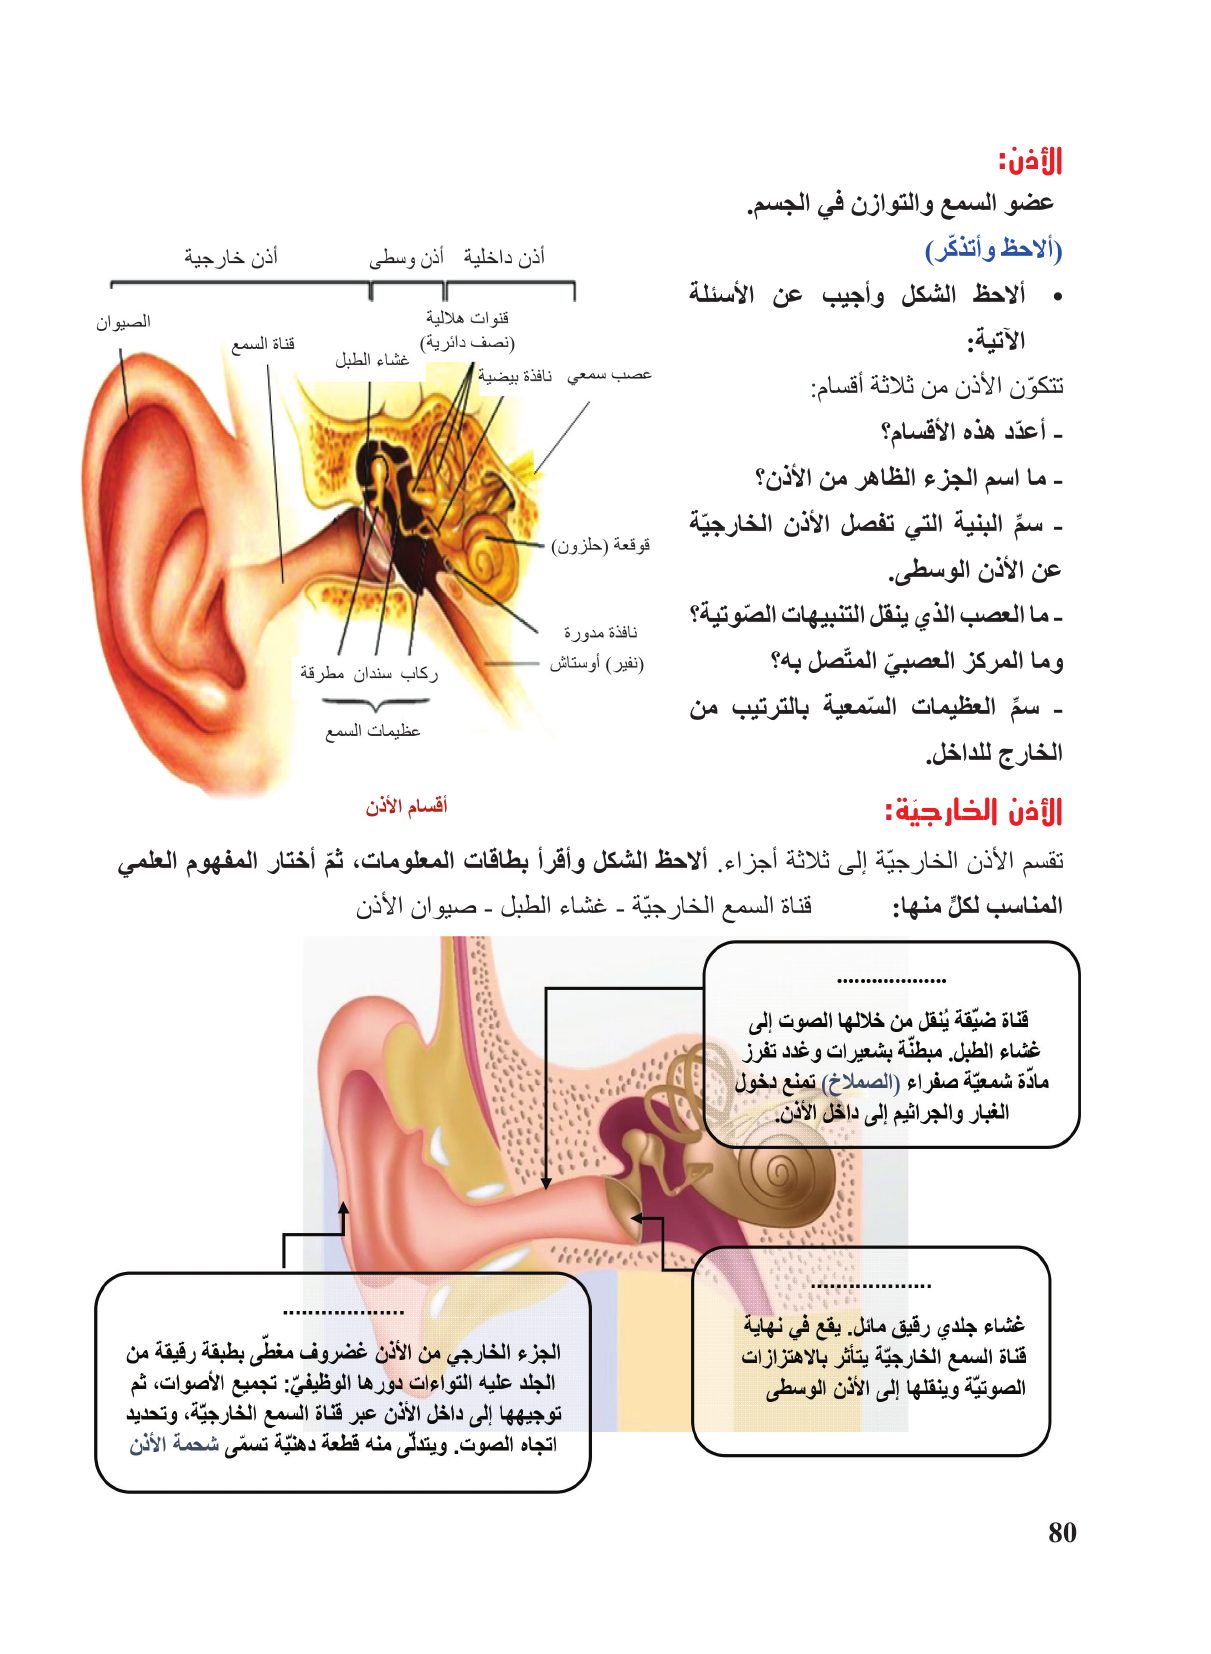 الأذن:
عضو السمع والتوازن في الجسم.
(ألاحظ وأتذكّر)
• ألاحظ الشكل وأجيب عن الأسئلة
الآتية:
تتكوّن الأذن من ثلاثة أقسام:
- أعدّد هذه الأقسام؟
- ما اسم الجزء الظاهر من الأذن؟
- سمِّ البنية التي تفصل الأذن الخارجيّة
عن الأذن الوسطى.
- ما العصب الذي ينقل التنبيهات الصّوتية؟
وما المركز العصبيّ المتّصل به؟
- سمِّ العظيمات السّمعية بالترتيب من
الخارج للداخل.
أذن داخلية
أذن وسطى
أذن خارجية
قنوات هلالية
(نصف دائرية)
الصيوان
قناة السمع
غشاء الطبل
نافذة بيضية
عصب سمعي
قوقعة (حلزون)
نافذة مدورة
(نفير) أوستاش
ركاب سندان مطرقة
عظيمات السمع
أقسام الأذن
الأذن الخارجيّة:
تقسم الأذن الخارجيّة إلى ثلاثة أجزاء. ألاحظ الشكل وأقرأ بطاقات المعلومات، ثمّ أختار المفهوم العلمي
المناسب لكلٍّ منها: قناة السمع الخارجيّة - غشاء الطبل - صيوان الأذن
...................
قناة ضيّقة يُنقل من خلالها الصوت إلى
غشاء الطبل. مبطنّة بشعيرات وغدد تفرز
مادّة شمعيّة صفراء (الصملاخ) تمنع دخول
الغبار والجراثيم إلى داخل الأذن.
...................
غشاء جلدي رقيق مائل. يقع في نهاية
قناة السمع الخارجيّة يتأثر بالاهتزازات
الصوتيّة وينقلها إلى الأذن الوسطى
...................
الجزء الخارجي من الأذن غضروف مغطّى بطبقة رقيقة من
الجلد عليه التواءات دورها الوظيفيّ: تجميع الأصوات، ثم
توجيهها إلى داخل الأذن عبر قناة السمع الخارجيّة، وتحديد
اتجاه الصوت. ويتدلّى منه قطعة دهنيّة تسمّى شحمة الأذن
80